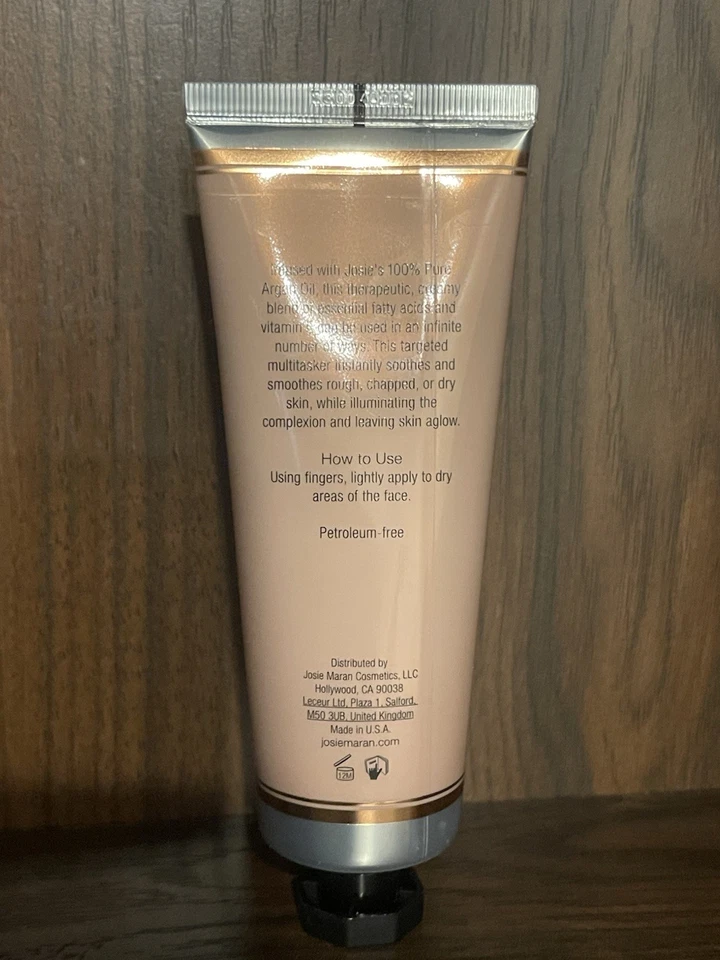 Infused with Josie's 100% Pure
Argan Oil, this therapeutic, creamy
blend of essential fatty acids and
vitamins can be used in an infinite
number of ways. This targeted
multitasker instantly soothes and
smoothes rough, chapped, or dry
skin, while illuminating the
complexion and leaving skin aglow.
How to Use
Using fingers, lightly apply to dry
areas of the face.
Petroleum-free
Distributed by
Josie Maran Cosmetics, LLC
Hollywood, CA 90038
Leceur Ltd, Plaza 1, Salford,
M50 3UB, United Kingdom
Made in U.S.A.
josiemaran.com
12M